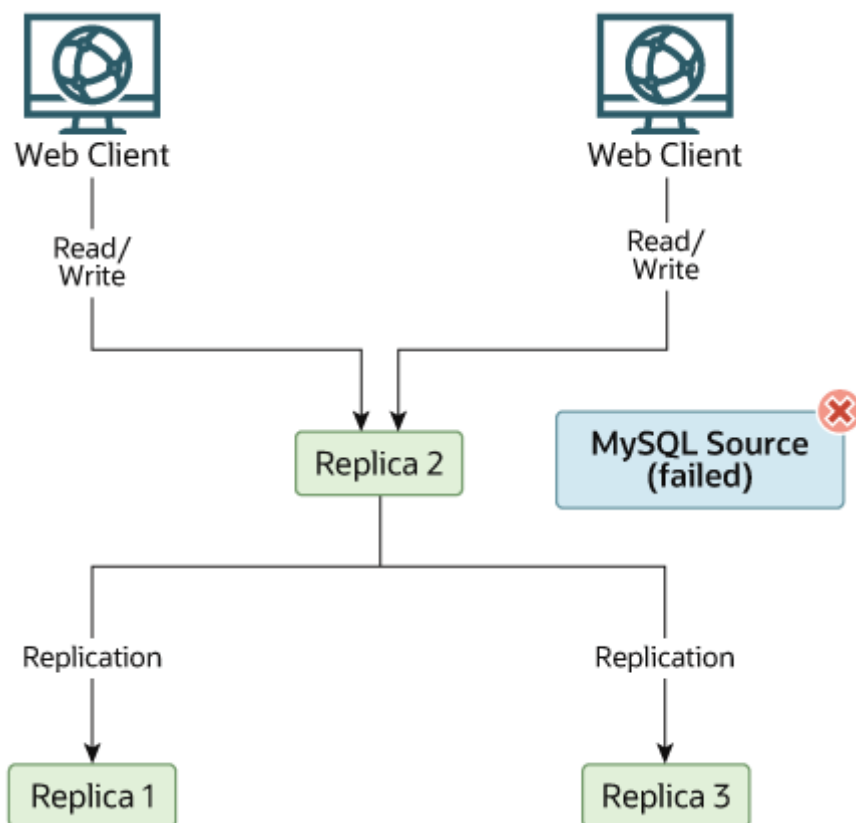 Web Client
Web Client
Read/
Write
Read/
Write
MySQL Source
(failed)
Replica 2
Replication
Replication
Replica 1
Replica 3